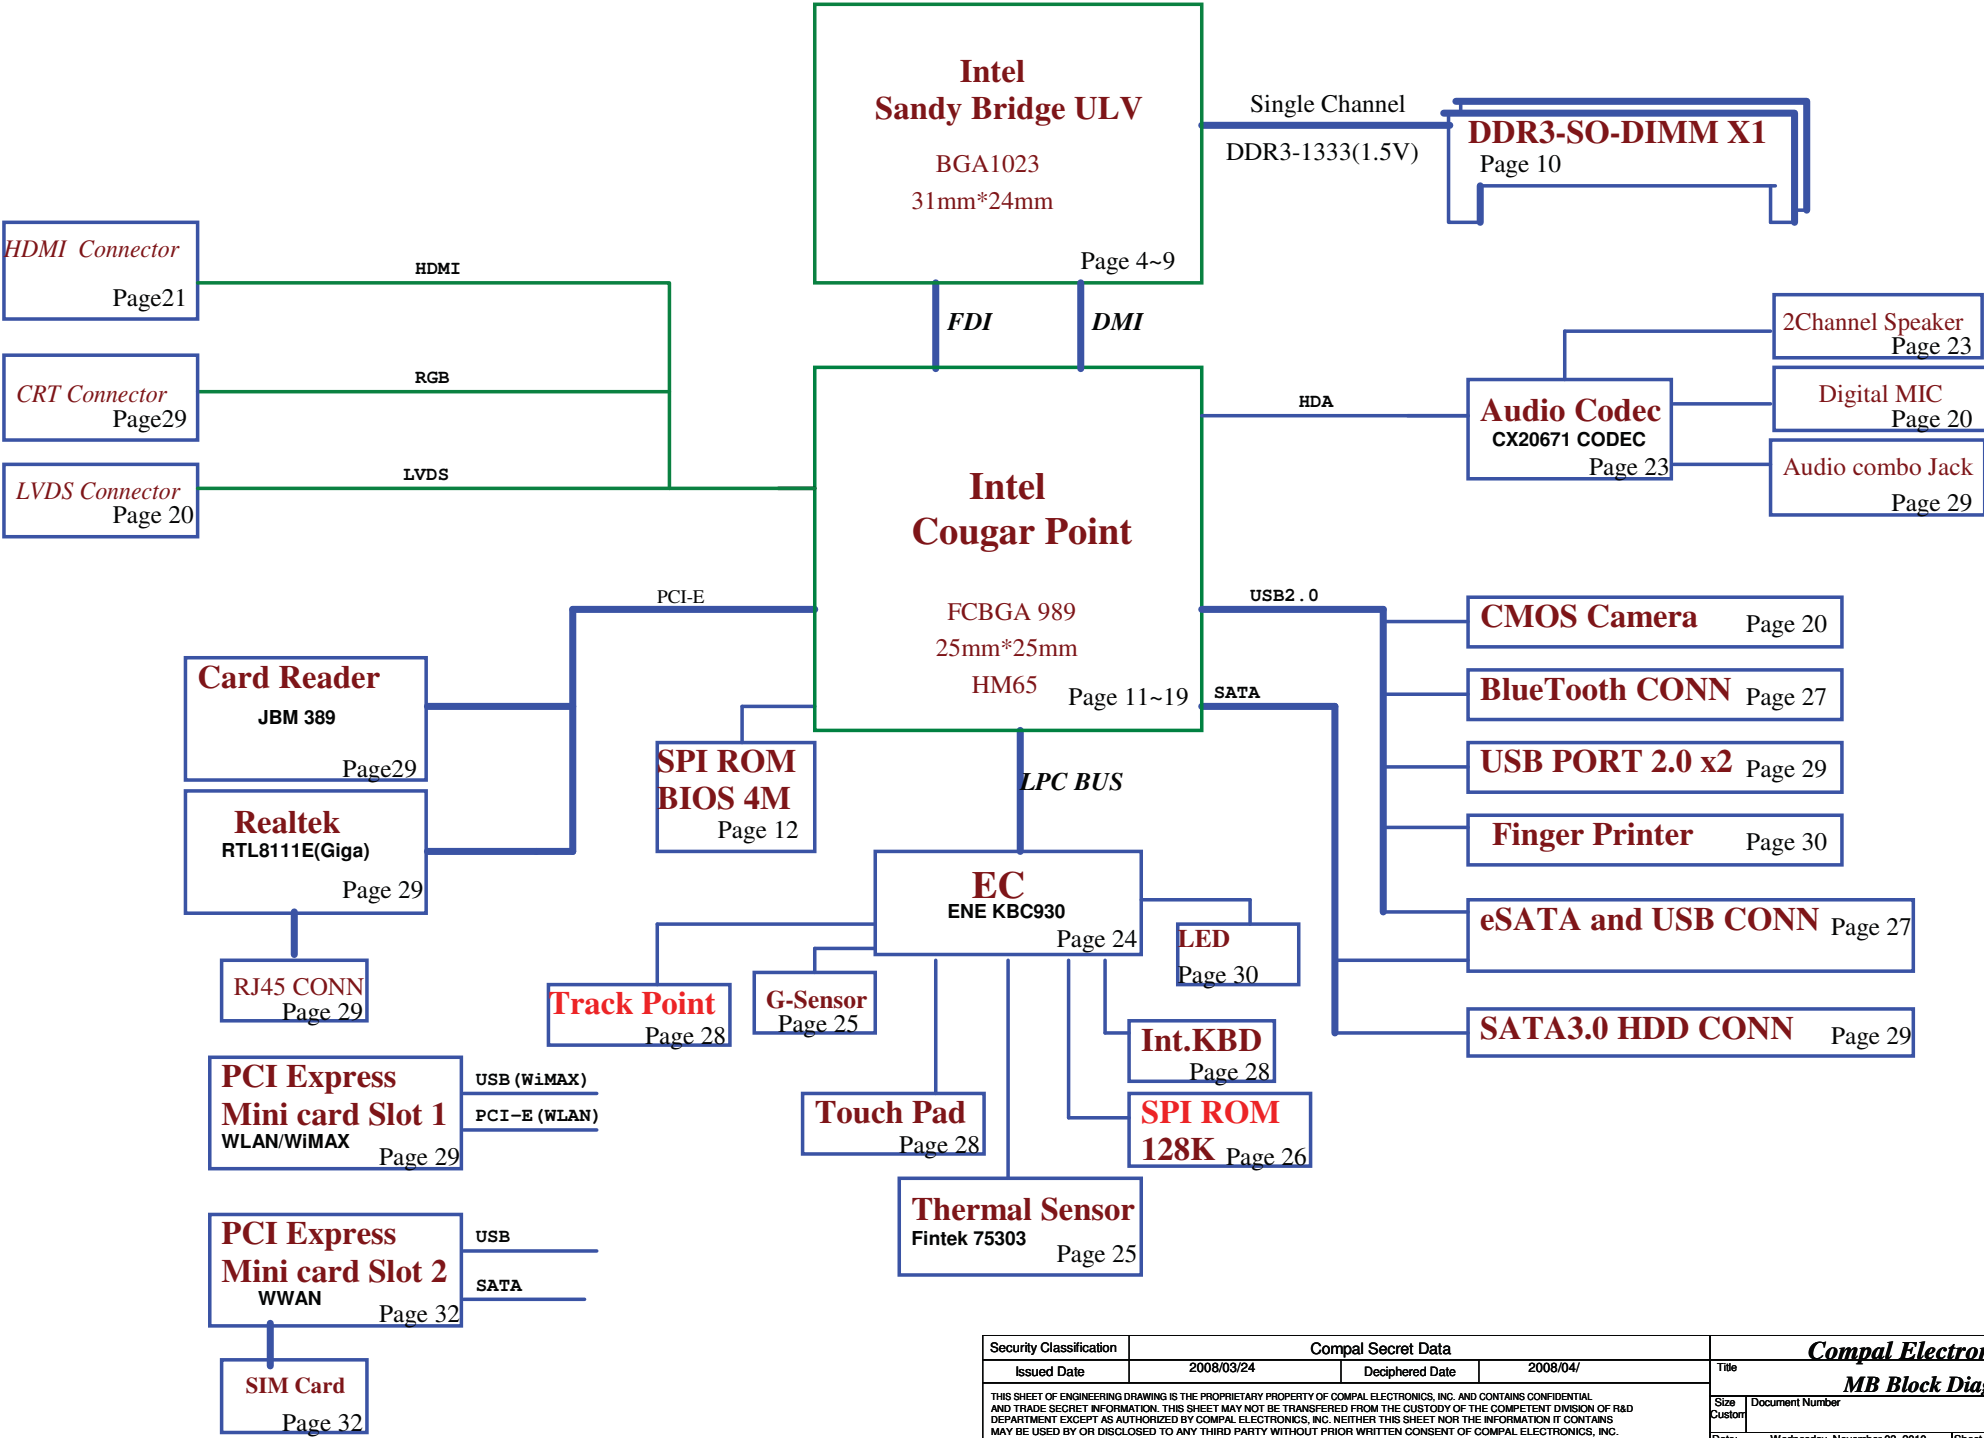 Intel
Sandy Bridge ULV
BGA1023
31mm*24mm
Page 4~9
Single Channel
DDR3-1333(1.5V)
DDR3-SO-DIMM X1
Page 10
HDMI Connector
Page21
HDMI
CRT Connector
Page29
RGB
LVDS Connector
Page 20
LVDS
FDI
DMI
Intel
Cougar Point
FCBGA 989
25mm*25mm
HM65
Page 11~19
HDA
Audio Codec
CX20671 CODEC
Page 23
2Channel Speaker
Page 23
Digital MIC
Page 20
Audio combo Jack
Page 29
PCI-E
USB2.0
SATA
CMOS Camera
Page 20
BlueTooth CONN
Page 27
USB PORT 2.0 x2
Page 29
Finger Printer
Page 30
eSATA and USB CONN
Page 27
SATA3.0 HDD CONN
Page 29
Card Reader
JBM 389
Page29
Realtek
RTL8111E(Giga)
Page 29
RJ45 CONN
Page 29
SPI ROM
BIOS 4M
Page 12
LPC BUS
EC
ENE KBC930
Page 24
LED
Page 30
Track Point
Page 28
G-Sensor
Page 25
Int.KBD
Page 28
Touch Pad
Page 28
SPI ROM
128K
Page 26
Thermal Sensor
Fintek 75303
Page 25
PCI Express
Mini card Slot 1
WLAN/WiMAX
Page 29
USB(WiMAX)
PCI-E(WLAN)
PCI Express
Mini card Slot 2
WWAN
Page 32
USB
SATA
SIM Card
Page 32
Security Classification
Compal Secret Data
Issued Date
2008/03/24
Deciphered Date
2008/04/
THIS SHEET OF ENGINEERING DRAWING IS THE PROPRIETARY PROPERTY OF COMPAL ELECTRONICS, INC. AND CONTAINS CONFIDENTIAL
AND TRADE SECRET INFORMATION. THIS SHEET MAY NOT BE TRANSFERED FROM THE CUSTODY OF THE COMPETENT DIVISION OF R&D
DEPARTMENT EXCEPT AS AUTHORIZED BY COMPAL ELECTRONICS, INC. NEITHER THIS SHEET NOR THE INFORMATION IT CONTAINS
MAY BE USED BY OR DISCLOSED TO ANY THIRD PARTY WITHOUT PRIOR WRITTEN CONSENT OF COMPAL ELECTRONICS, INC.
Compal Electron
Title
MB Block Dia
Size
Document Number
Custom